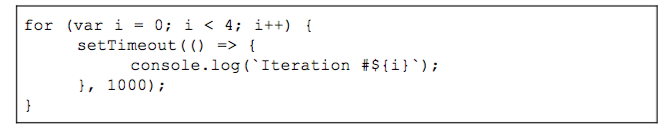 for (var i = 0; i < 4; i++) {
     setTimeout(() => {
          console.log(`Iteration #${i}`);
     }, 1000);
}